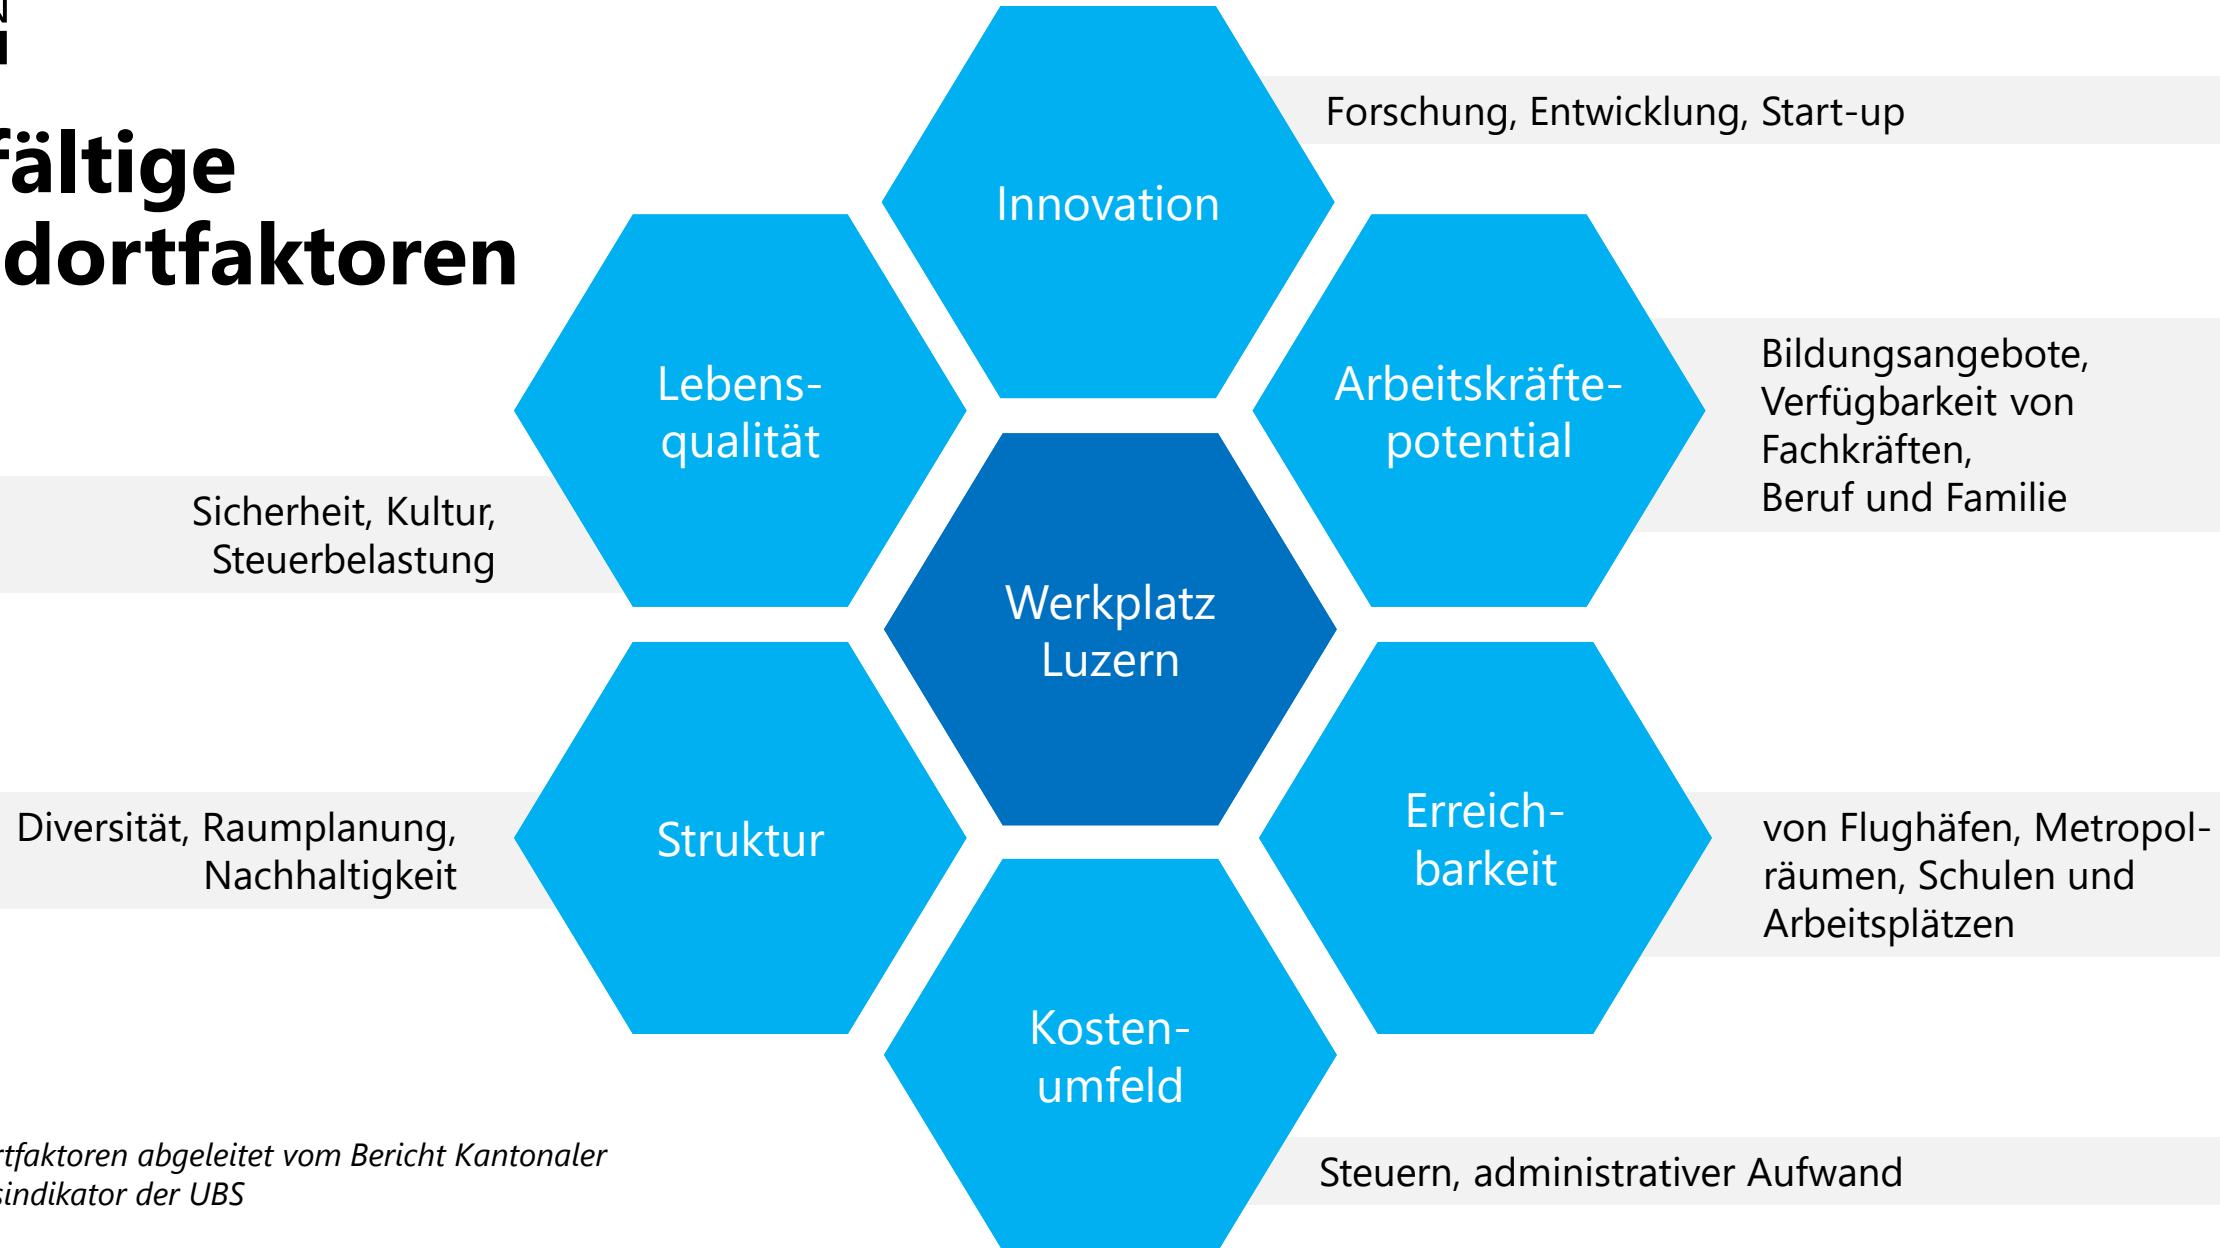 fältige
dortfaktoren
Innovation
Forschung, Entwicklung, Start-up
Lebens-
qualität
Sicherheit, Kultur,
Steuerbelastung
Arbeitskräfte-
potential
Bildungsangebote,
Verfügbarkeit von
Fachkräften,
Beruf und Familie
Werkplatz
Luzern
Struktur
Diversität, Raumplanung,
Nachhaltigkeit
Erreich-
barkeit
von Flughäfen, Metropol-
räumen, Schulen und
Arbeitsplätzen
Kosten-
umfeld
Steuern, administrativer Aufwand
rtfaktoren abgeleitet vom Bericht Kantonaler
sindikator der UBS